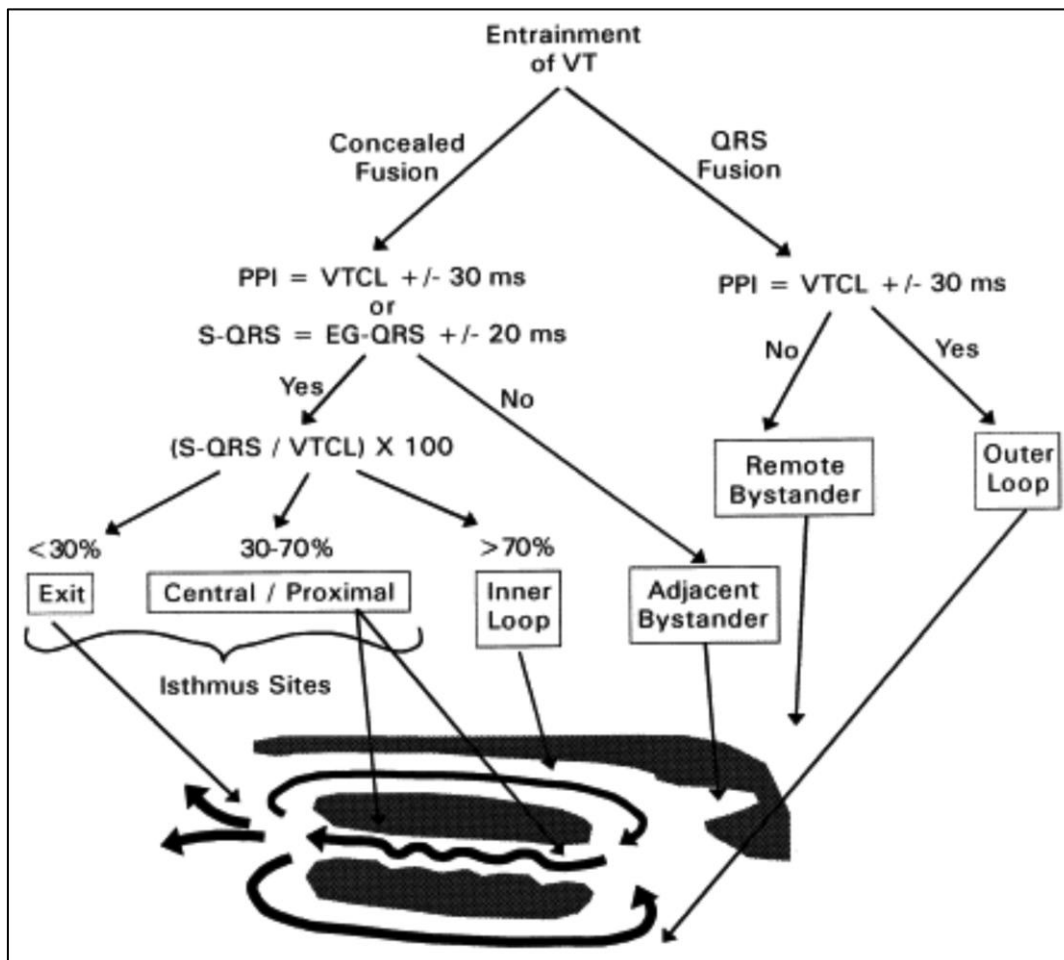 Entrainment
of VT
Concealed
Fusion
QRS
Fusion
PPI = VTCL +/- 30 ms
or
S-QRS = EG-QRS +/- 20 ms
PPI = VTCL +/- 30 ms
Yes
No
No
Yes
(S-QRS / VTCL) X 100
Remote
Bystander
Outer
Loop
<30%
30-70%
>70%
Exit
Central / Proximal
Inner
Loop
Adjacent
Bystander
Isthmus Sites